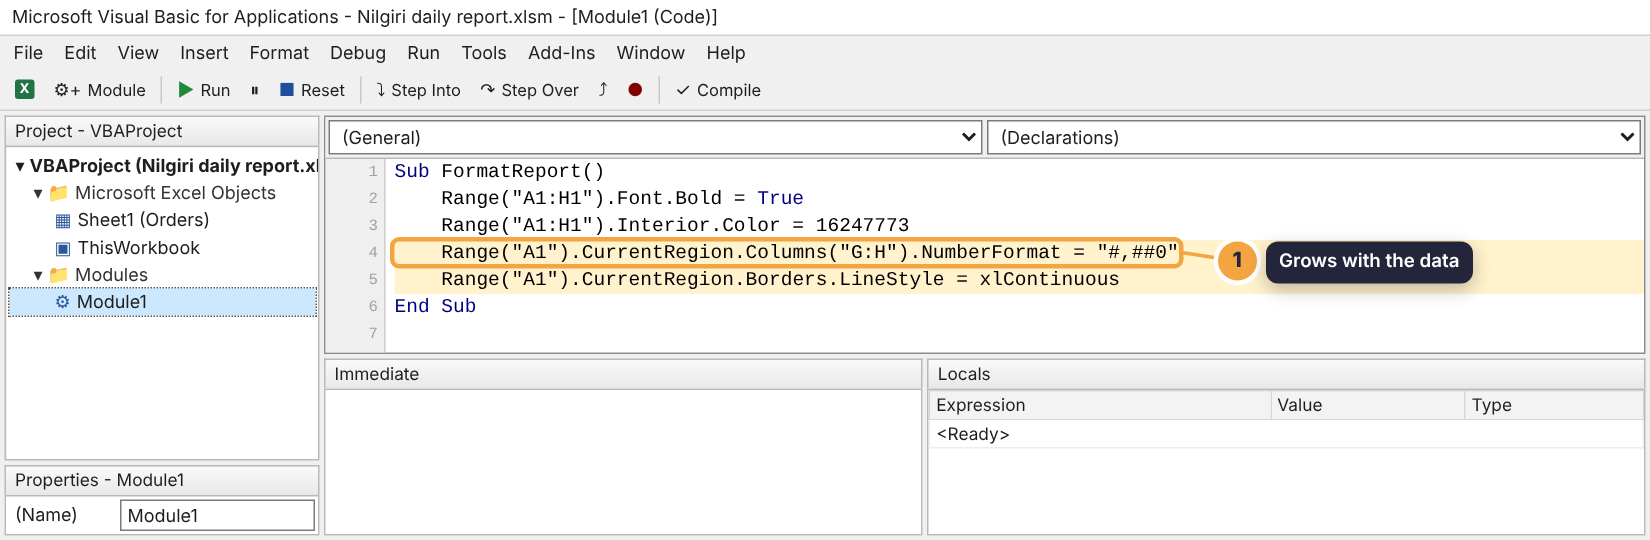 Microsoft Visual Basic for Applications - Nilgiri daily report.xlsm - [Module1 (Code)]
File Edit View Insert Format Debug Run Tools Add-Ins Window Help
X Module Run Reset Step Into Step Over Compile
Project - VBAProject
VBAProject (Nilgiri daily report.xl
Microsoft Excel Objects
Sheet1 (Orders)
ThisWorkbook
Modules
Module1
Properties - Module1
(Name) Module1
(General) (Declarations)
1 Sub FormatReport()
2 Range("A1:H1").Font.Bold = True
3 Range("A1:H1").Interior.Color = 16247773
4 Range("A1").CurrentRegion.Columns("G:H").NumberFormat = "#,##0"
5 Range("A1").CurrentRegion.Borders.LineStyle = xlContinuous
6 End Sub
7
1 Grows with the data
Immediate
Locals
Expression Value Type
<Ready>